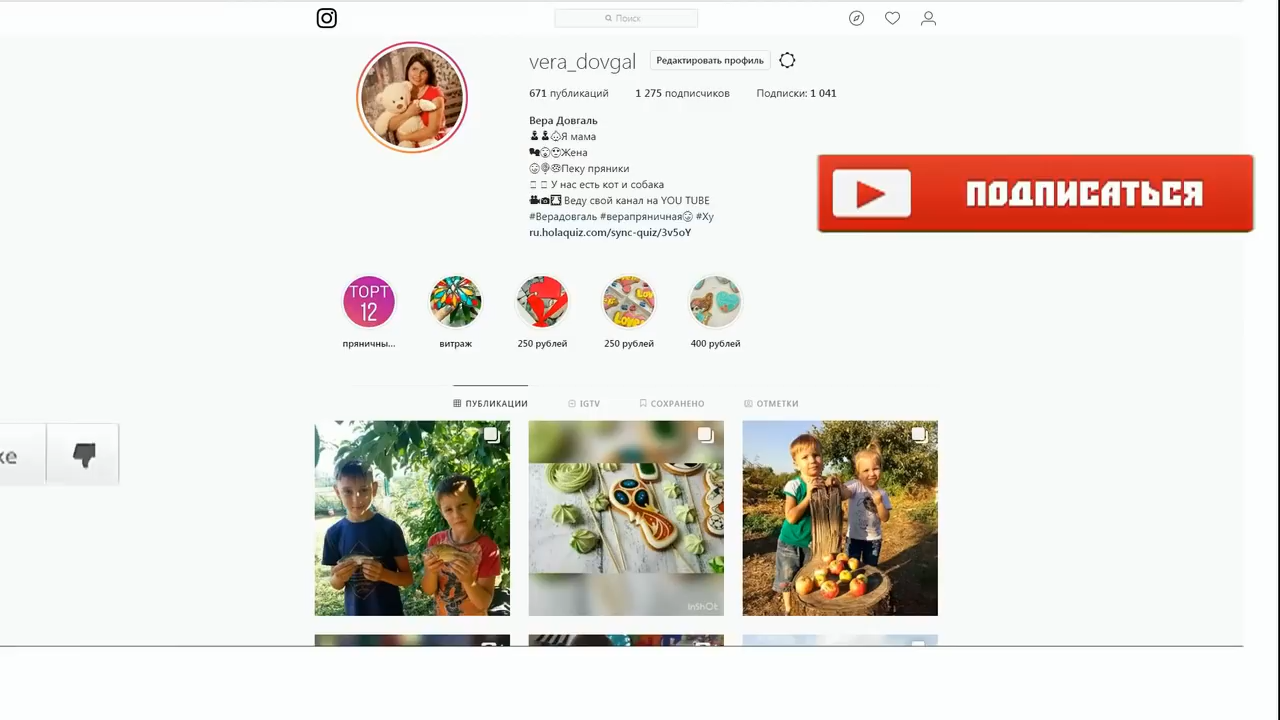 Поиск
vera_dovgal Редактировать профиль
671 публикаций 1 275 подписчиков Подписки: 1 041
Вера Довгаль
Я мама
Жена
Пеку пряники
У нас есть кот и собака
Веду свой канал на YOU TUBE
#Верадовгаль #верапряничная #Ху
ru.holaquiz.com/sync-quiz/3v5oY
ПОДПИСАТЬСЯ
ТОРТ
12
пряничны... витраж 250 рублей 250 рублей 400 рублей
ПУБЛИКАЦИИ IGTV СОХРАНЕНО ОТМЕТКИ
ke
InShOt